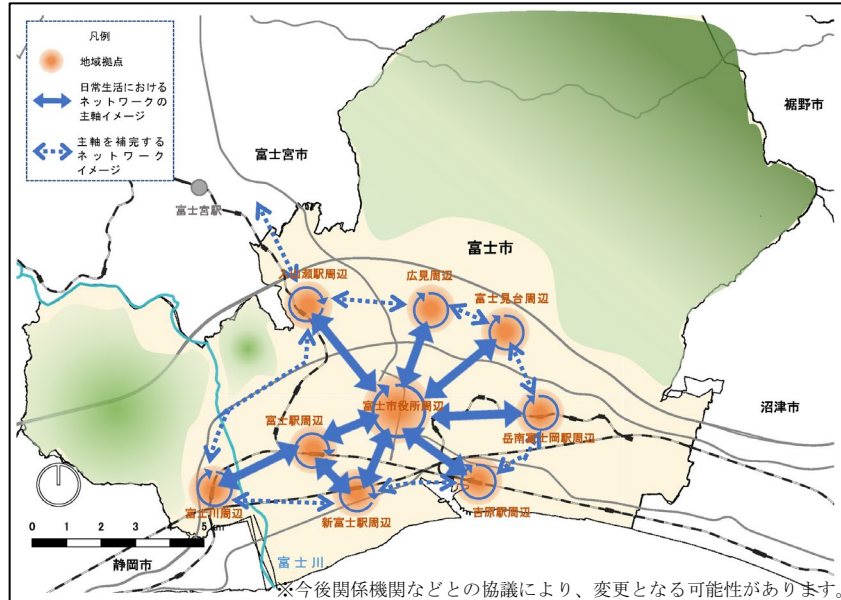 凡例
地域拠点
日常生活における
ネットワークの
主軸イメージ
主軸を補完する
ネットワーク
イメージ
裾野市
富士宮市
富士宮駅
富士市
瀬駅周辺
広見周辺
富士見台周辺
富士市役所周辺
沼津市
富士駅周辺
岳南富士岡駅周辺
富士川周辺
新富士駅周辺
吉原駅周辺
0 1 2 3 4 5 km
静岡市
富士川
※今後関係機関などとの協議により、変更となる可能性があります。